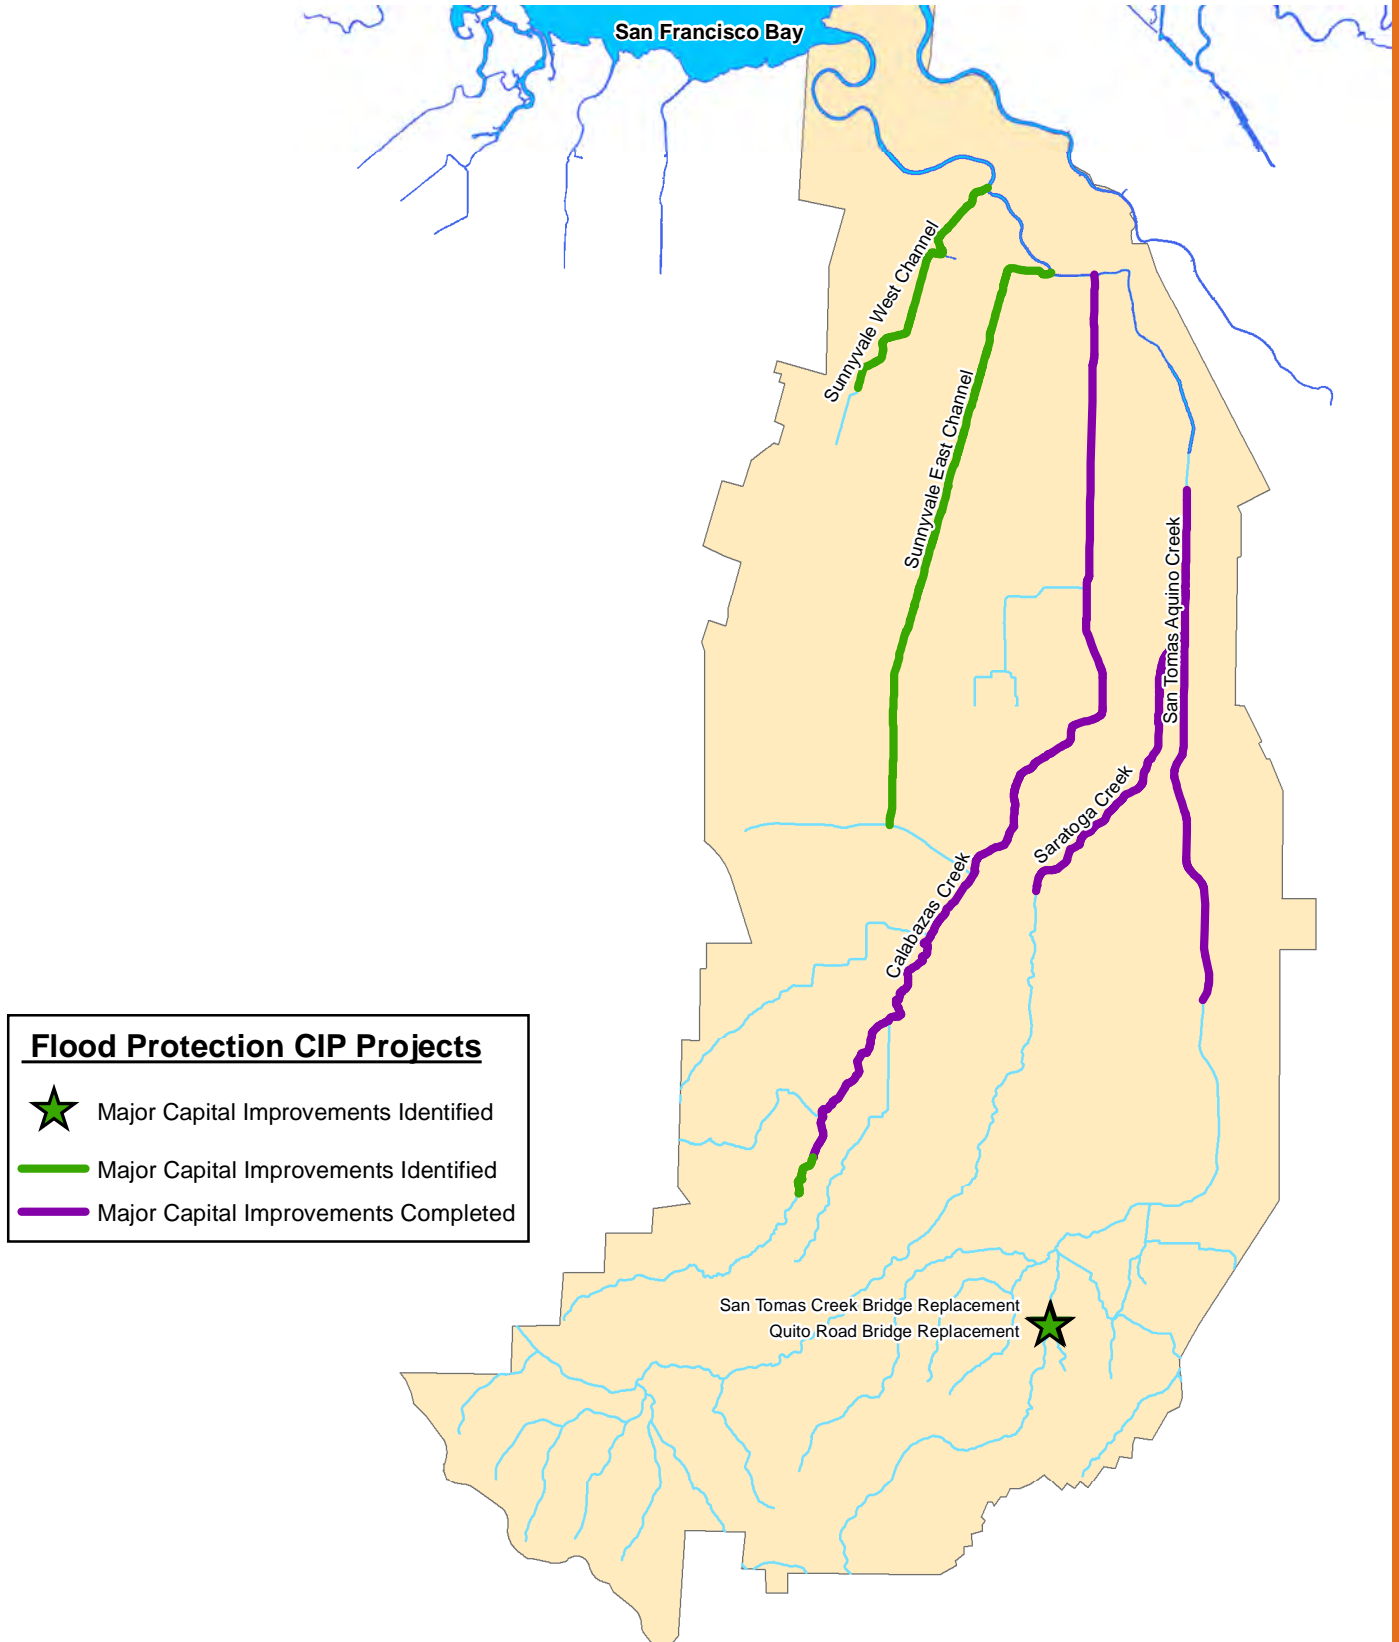 San Francisco Bay
Sunnyvale West Channel
Sunnyvale East Channel
San Tomas Aquino Creek
Saratoga Creek
Calabazas Creek
Flood Protection CIP Projects
Major Capital Improvements Identified
Major Capital Improvements Identified
Major Capital Improvements Completed
San Tomas Creek Bridge Replacement
Quito Road Bridge Replacement